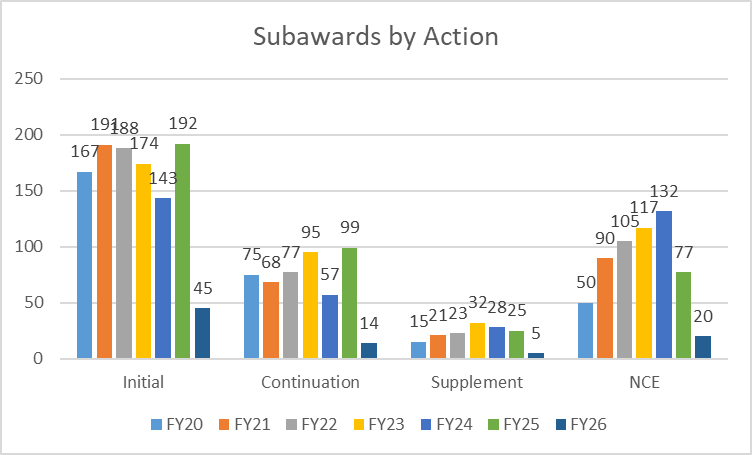 Subawards by Action
250
200
150
100
50
0
167 191 188 174 143 192 45
75 68 77 95 57 99 14
15 21 23 32 28 25 5
50 90 105 117 132 77 20
Initial Continuation Supplement NCE
FY20 FY21 FY22 FY23 FY24 FY25 FY26